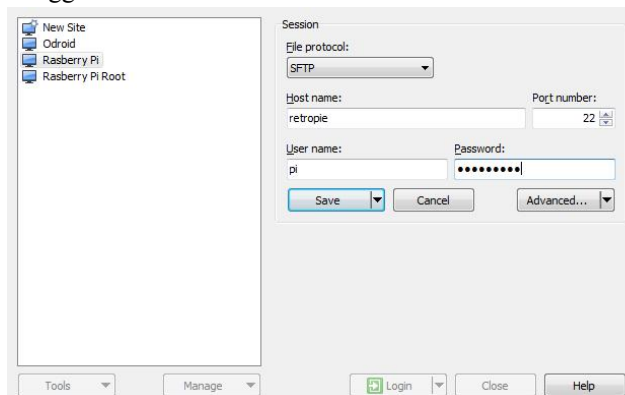 New Site
Odroid
Rasberry Pi
Rasberry Pi Root
Session
File protocol:
SFTP
Host name:
Port number:
retropie
22
User name:
Password:
pi
•••••••••
Save
Cancel
Advanced...
Tools
Manage
Login
Close
Help